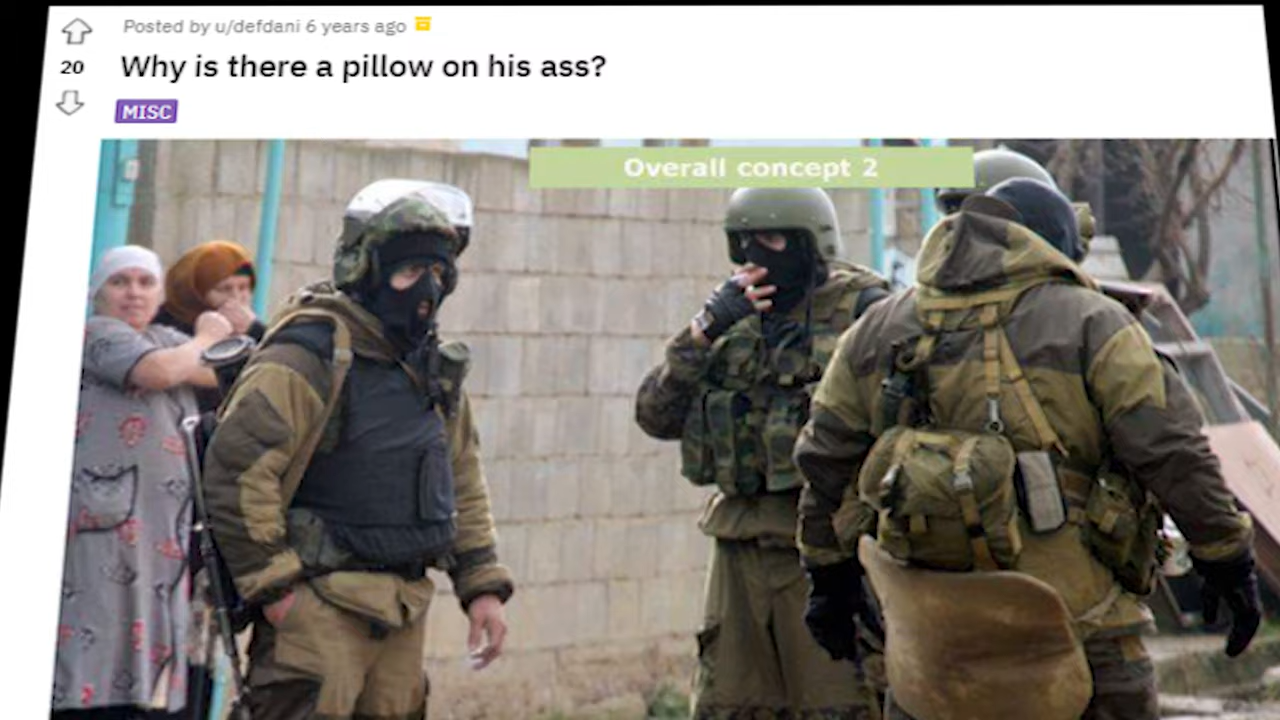 Posted by u/defdani 6 years ago
20
Why is there a pillow on his ass?
MISC
Overall concept 2